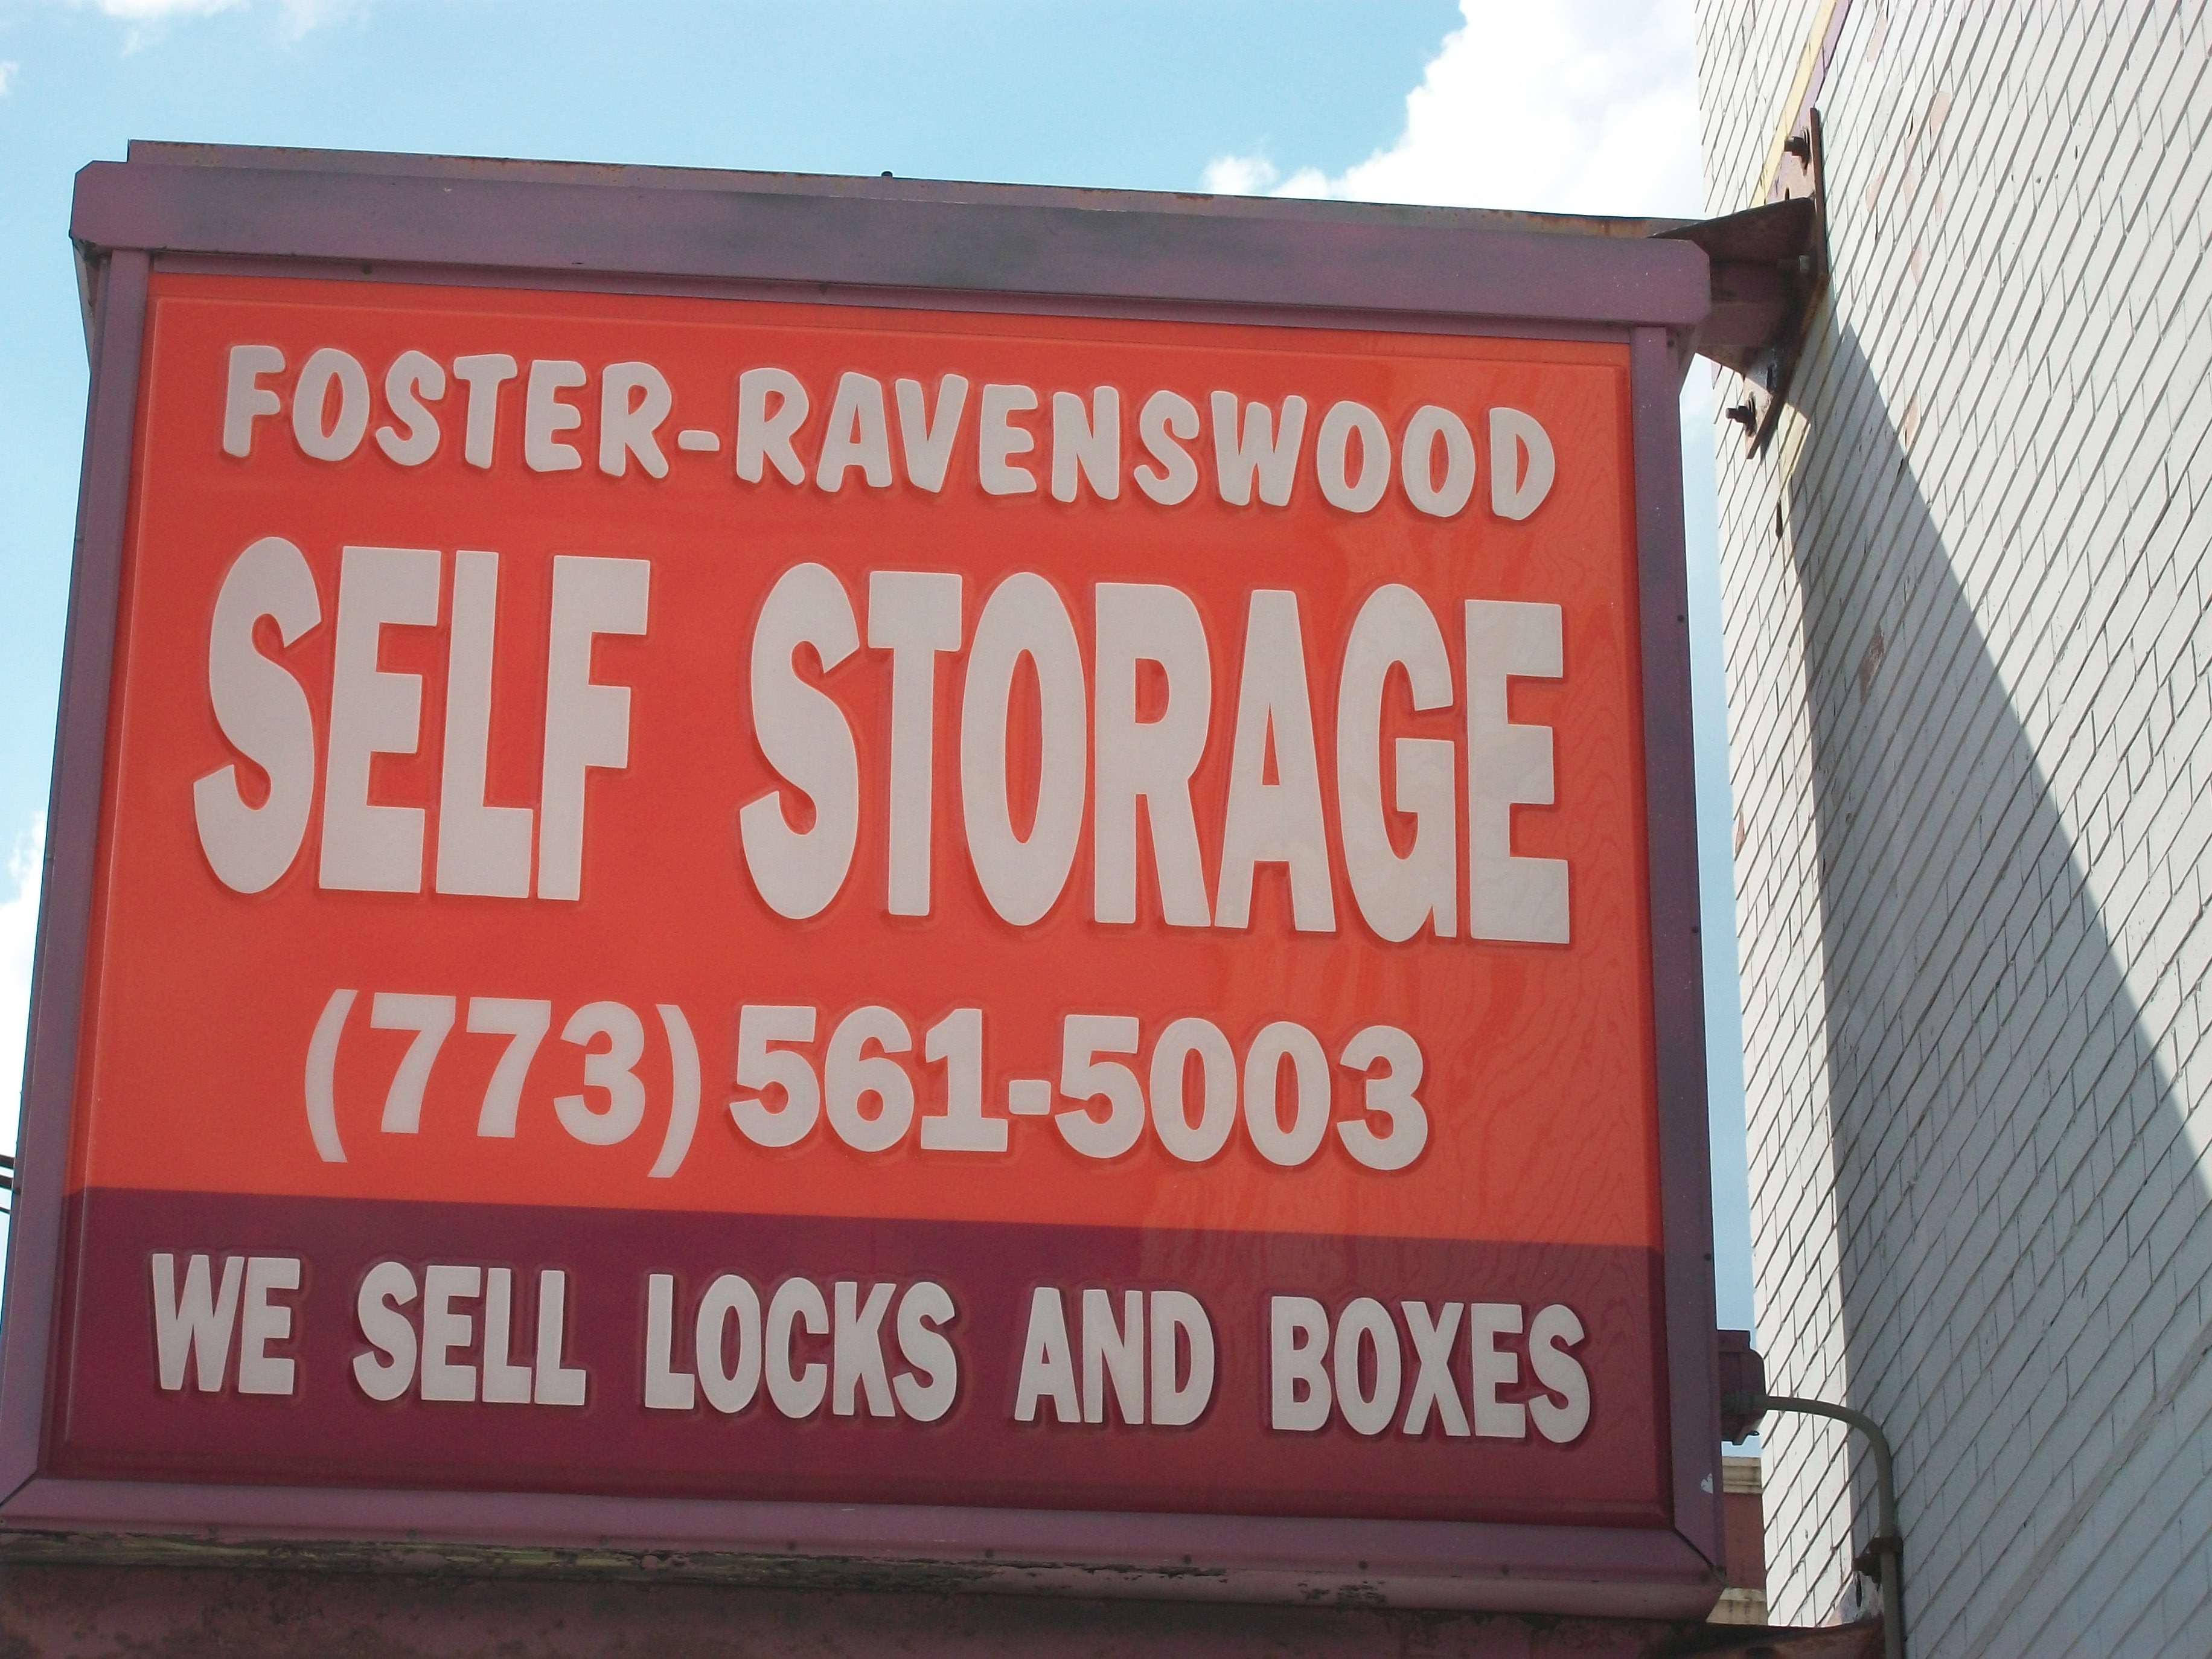 FOSTER-RAVENSWOOD
SELF STORAGE
(773) 561-5003
WE SELL LOCKS AND BOXES